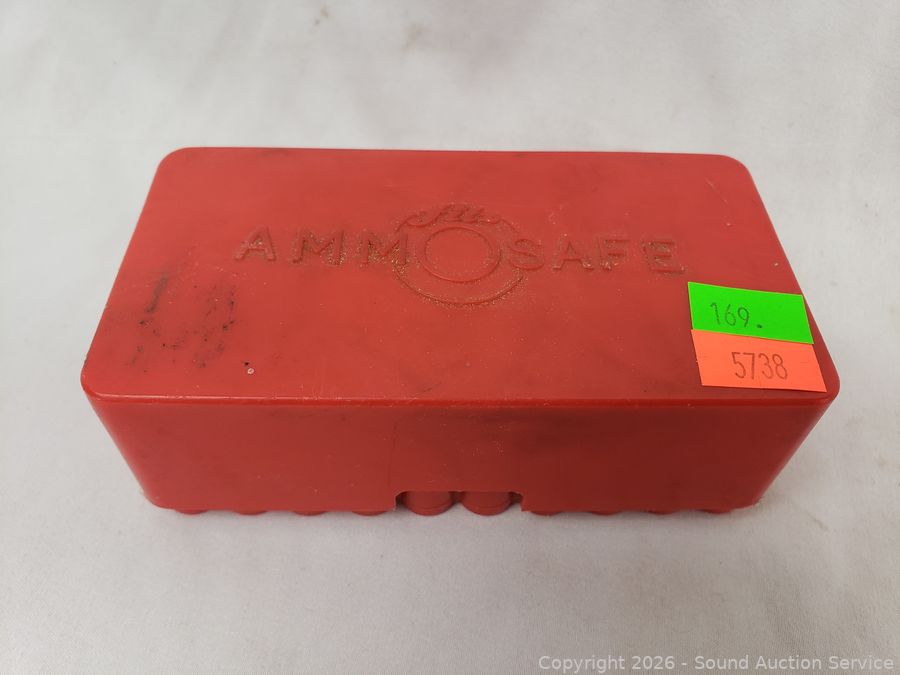 AMMOSAFE
169.
5738
Copyright 2026 - Sound Auction Service